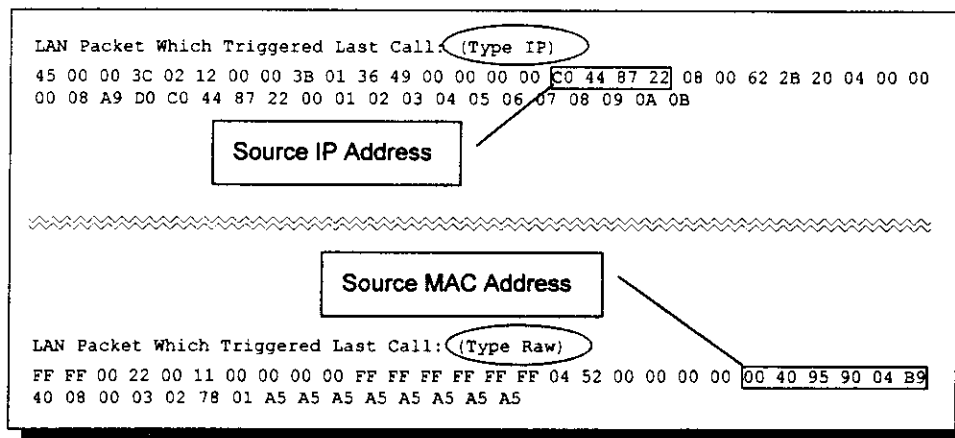 LAN Packet Which Triggered Last Call: (Type IP)
45 00 00 3C 02 12 00 00 3B 01 36 49 00 00 00 00 C0 44 87 22 08 00 62 2B 20 04 00 00
00 08 A9 D0 C0 44 87 22 00 01 02 03 04 05 06 07 08 09 0A 0B
Source IP Address
Source MAC Address
LAN Packet Which Triggered Last Call: (Type Raw)
FF FF 00 22 00 11 00 00 00 00 FF FF FF FF FF FF 04 52 00 00 00 00 00 40 95 90 04 B9
40 08 00 03 02 78 01 A5 A5 A5 A5 A5 A5 A5 A5